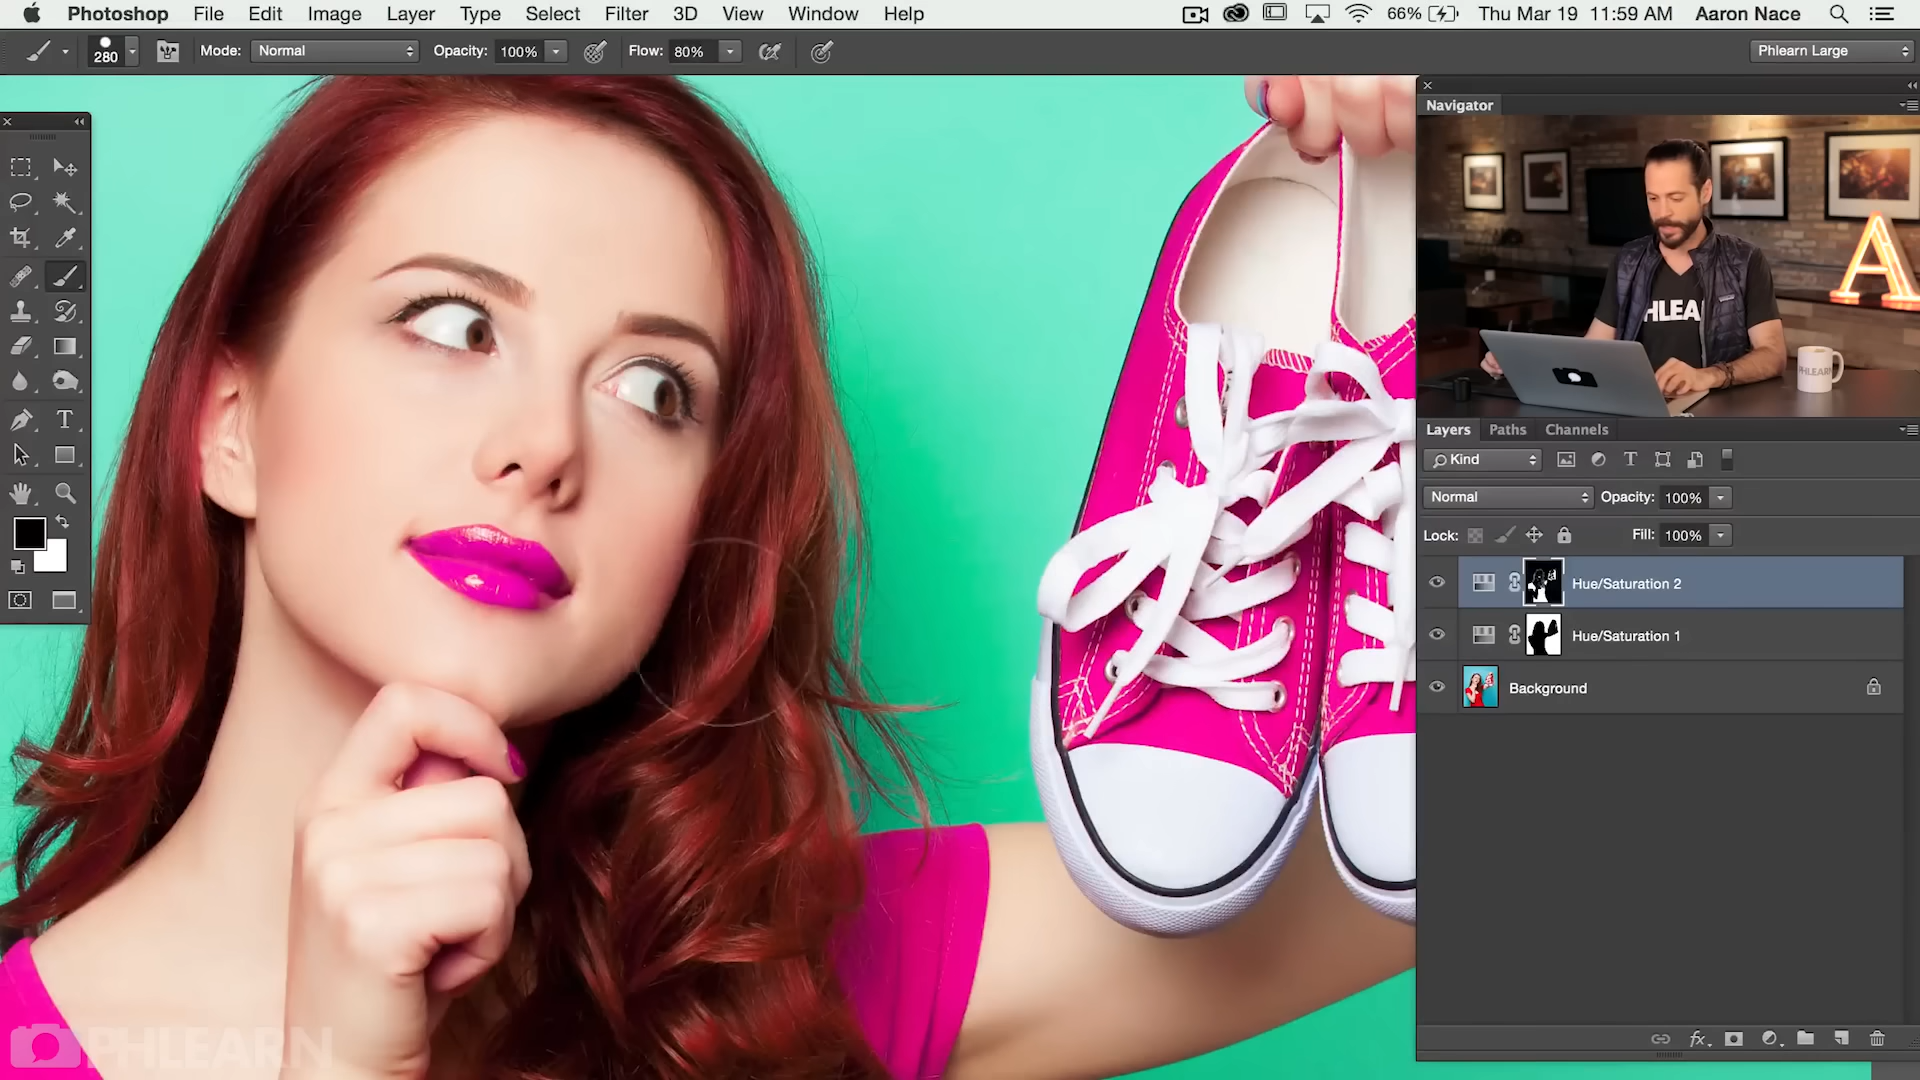 Photoshop File Edit Image Layer Type Select Filter 3D View Window Help 66% Thu Mar 19 11:59 AM Aaron Nace
280 Mode: Normal Opacity: 100% Flow: 80% Phlearn Large
Navigator
PHLEARN
A
PHLEARN
Layers Paths Channels
Kind
Normal Opacity: 100%
Lock: Fill: 100%
Hue/Saturation 2
Hue/Saturation 1
Background
PHLEARN